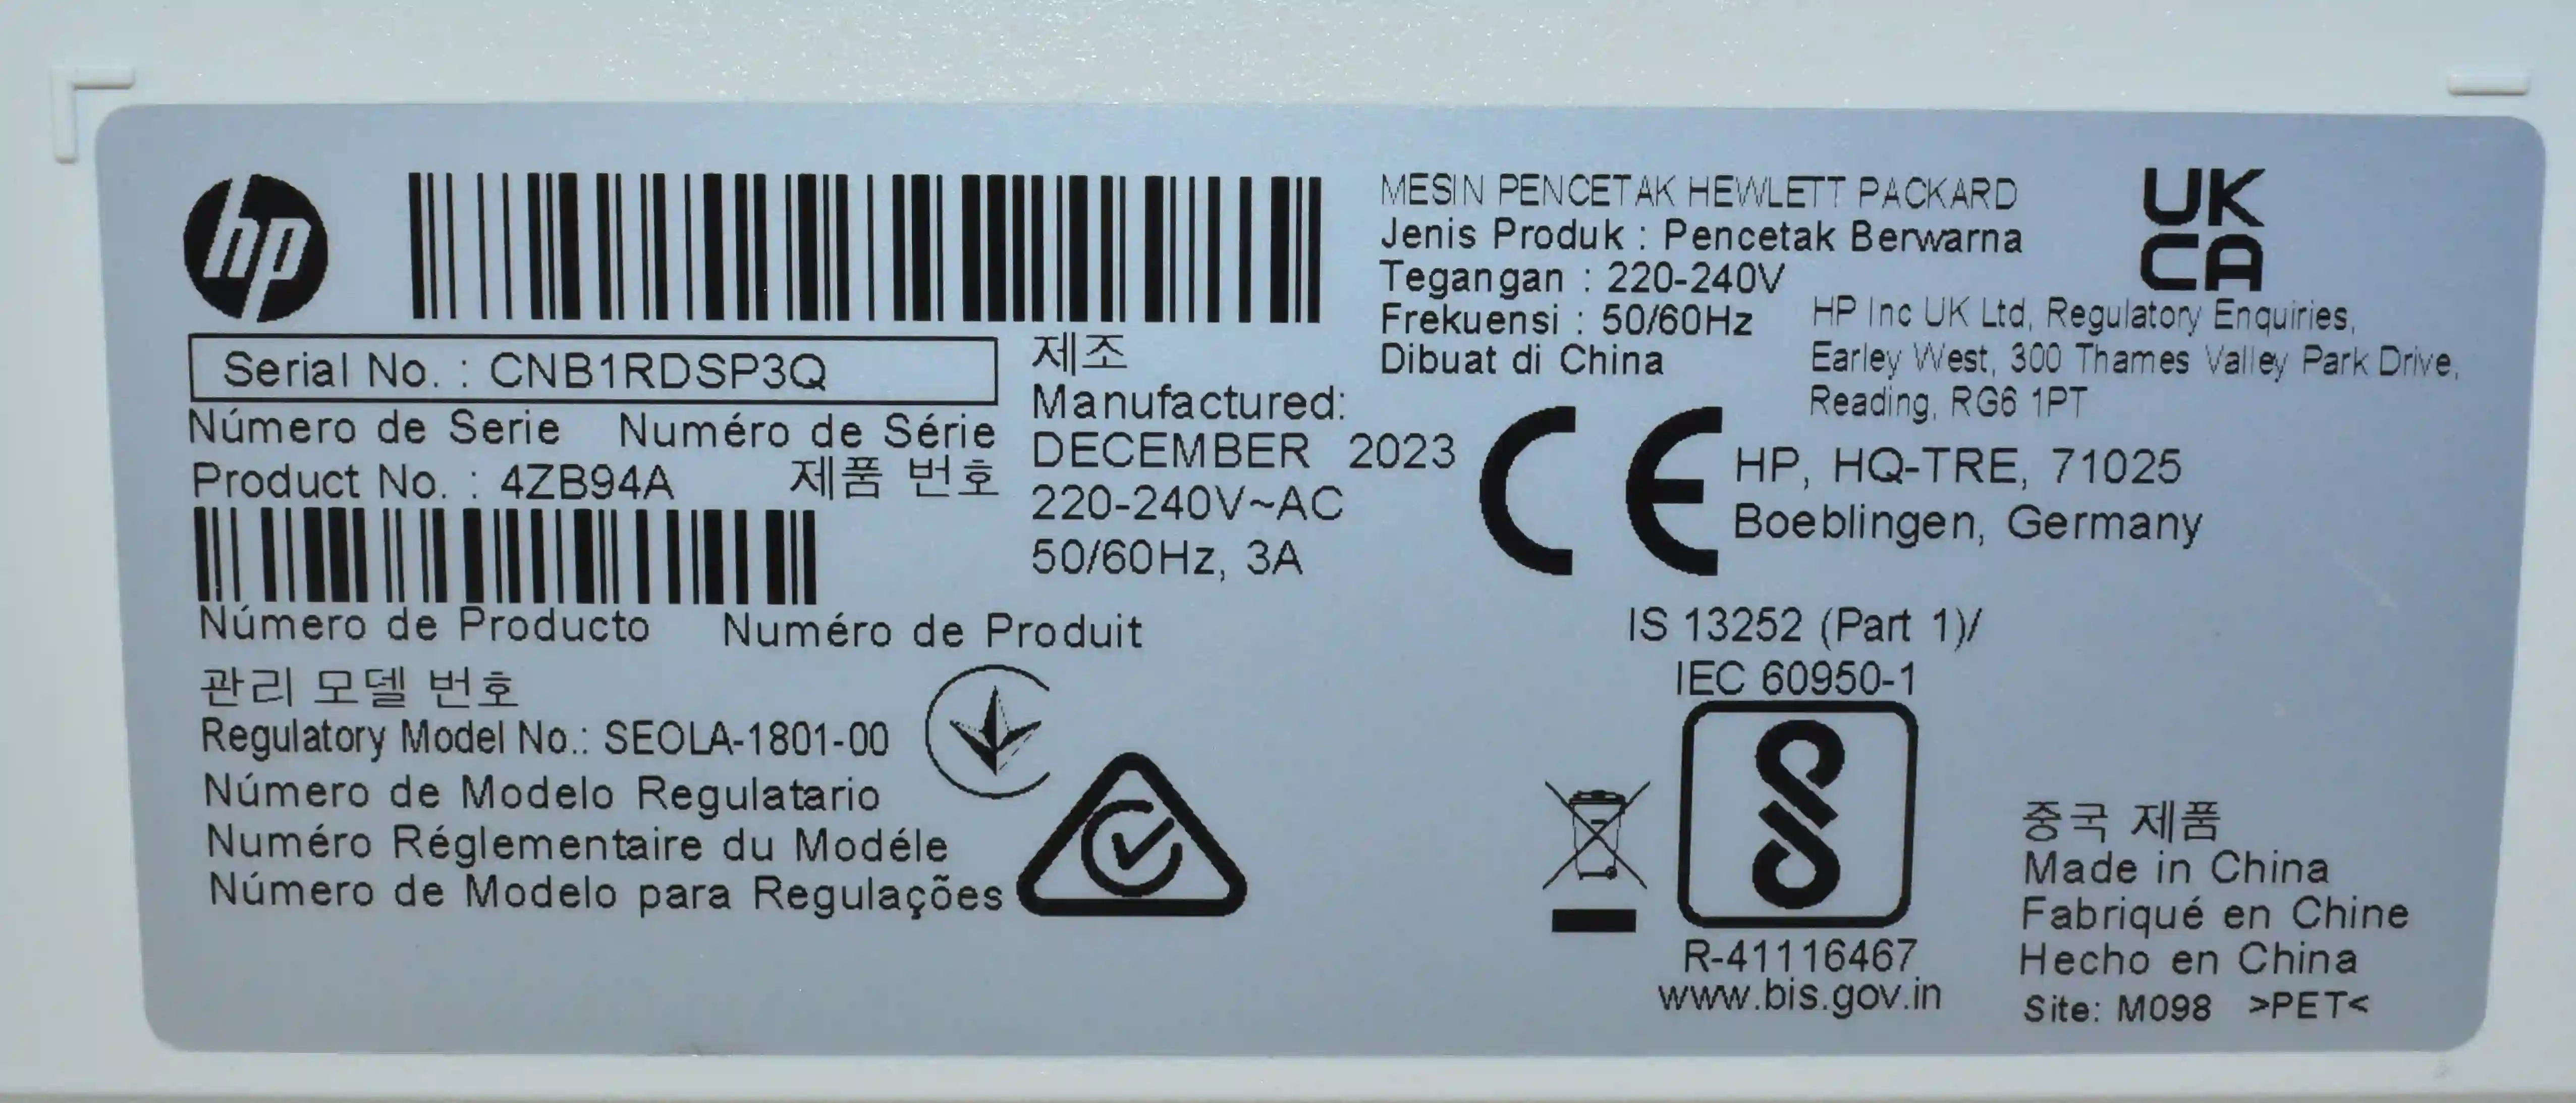 hp
Serial No. : CNB1RDSP3Q
Número de Serie Numéro de Série
Product No. : 4ZB94A 제품 번호
Número de Producto Numéro de Produit
관리 모델 번호
Regulatory Model No.: SEOLA-1801-00
Número de Modelo Regulatario
Numéro Réglementaire du Modéle
Número de Modelo para Regulações
제조
Manufactured:
DECEMBER 2023
220-240V~AC
50/60Hz, 3A
MESIN PENCETAK HEWLETT PACKARD
Jenis Produk : Pencetak Berwarna
Tegangan : 220-240V
Frekuensi : 50/60Hz
Dibuat di China
UK
CA
HP Inc UK Ltd, Regulatory Enquiries,
Earley West, 300 Thames Valley Park Drive,
Reading, RG6 1PT
CE
HP, HQ-TRE, 71025
Boeblingen, Germany
IS 13252 (Part 1)/
IEC 60950-1
R-41116467
www.bis.gov.in
중국 제품
Made in China
Fabriqué en Chine
Hecho en China
Site: M098 >PET<